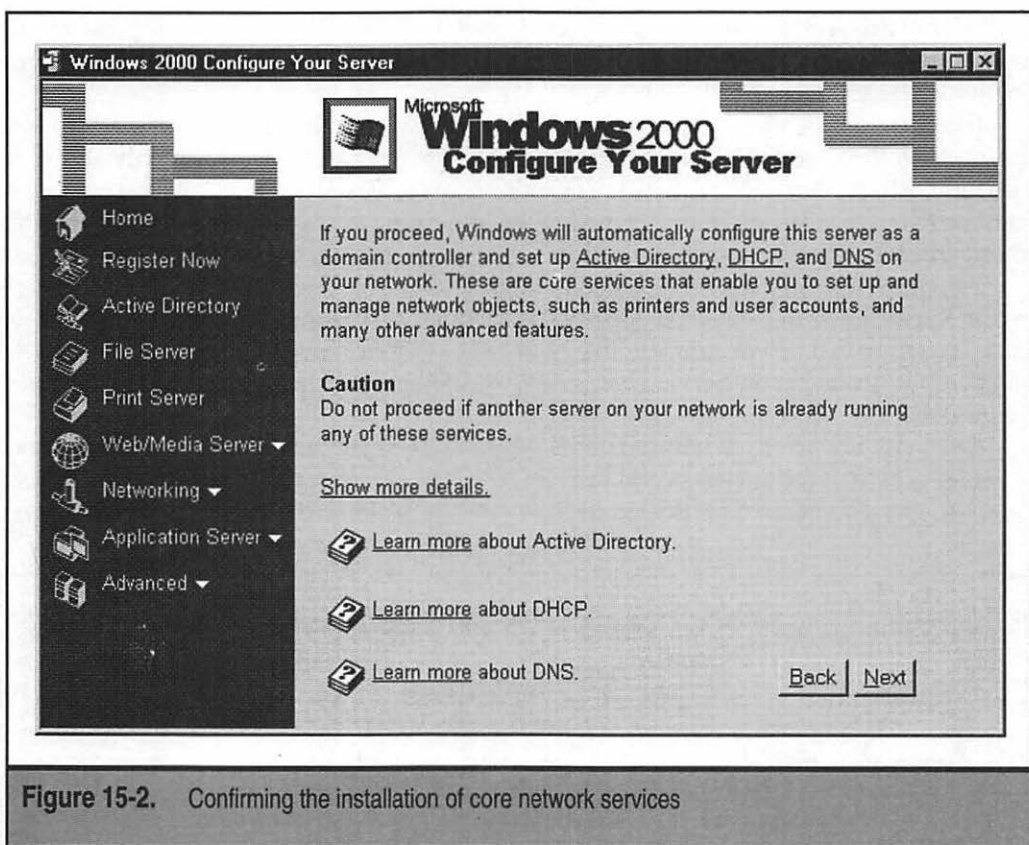 Windows 2000 Configure Your Server
Microsoft
Windows 2000
Configure Your Server
Home
Register Now
Active Directory
File Server
Print Server
Web/Media Server
Networking
Application Server
Advanced
If you proceed, Windows will automatically configure this server as a
domain controller and set up Active Directory, DHCP, and DNS on
your network. These are core services that enable you to set up and
manage network objects, such as printers and user accounts, and
many other advanced features.
Caution
Do not proceed if another server on your network is already running
any of these services.
Show more details.
Learn more about Active Directory.
Learn more about DHCP.
Learn more about DNS.
Back Next
Figure 15-2. Confirming the installation of core network services